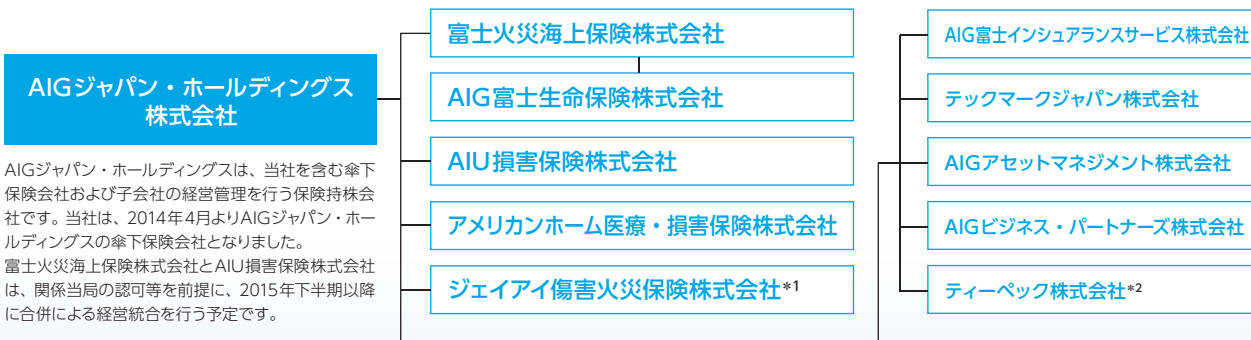 AIGジャパン・ホールディングス
株式会社
AIGジャパン・ホールディングスは、当社を含む傘下
保険会社および子会社の経営管理を行う保険持株会
社です。当社は、2014年4月よりAIGジャパン・ホー
ルディングスの傘下保険会社となりました。
富士火災海上保険株式会社とAIU損害保険株式会社
は、関係当局の認可等を前提に、2015年下半期以降
に合併による経営統合を行う予定です。
富士火災海上保険株式会社
AIG富士生命保険株式会社
AIU損害保険株式会社
アメリカンホーム医療・損害保険株式会社
ジェイアイ傷害火災保険株式会社*1
AIG富士インシュアランスサービス株式会社
テックマークジャパン株式会社
AIGアセットマネジメント株式会社
AIGビジネス・パートナーズ株式会社
ティーペック株式会社*2